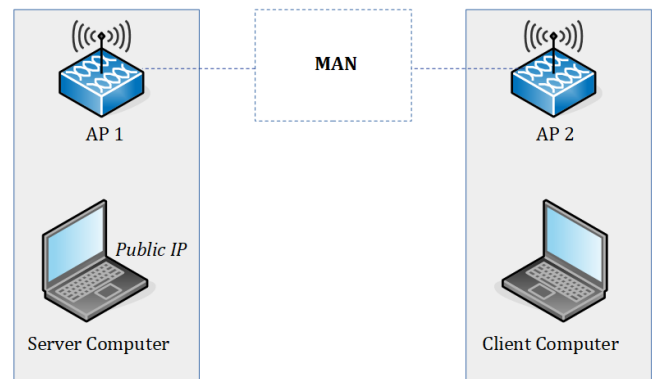 MAN
AP 1
AP 2
Public IP
Server Computer
Client Computer